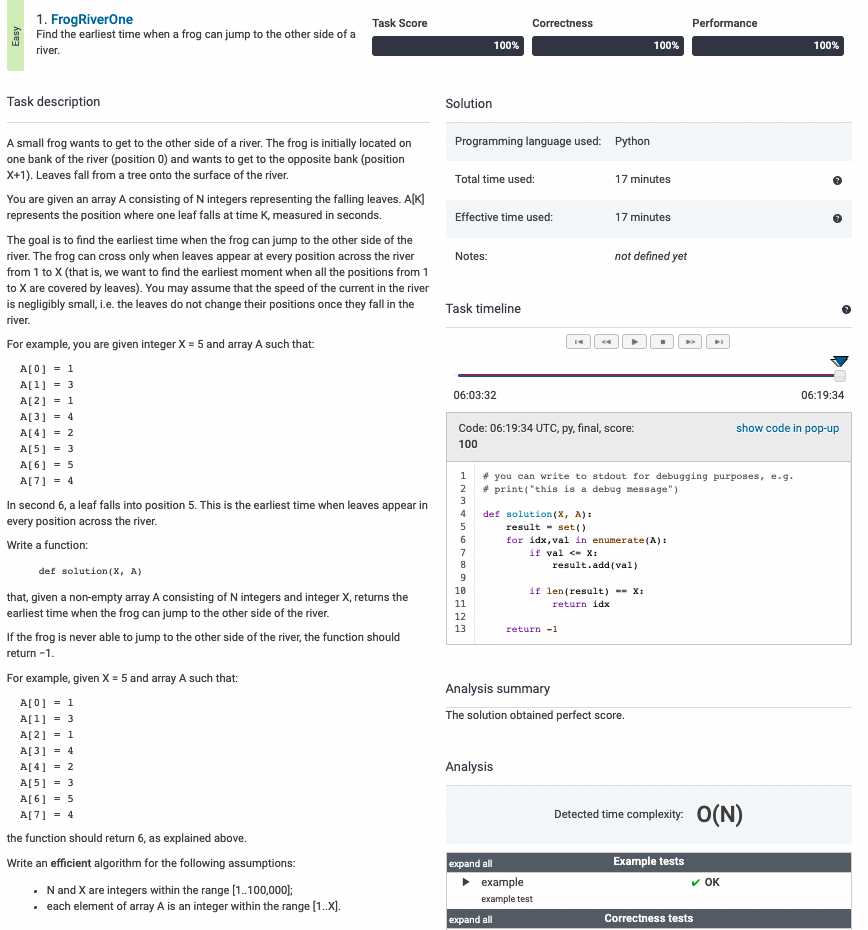 Easy
1. FrogRiverOne
Find the earliest time when a frog can jump to the other side of a
river.
Task Score
100%
Correctness
100%
Performance
100%
Task description
A small frog wants to get to the other side of a river. The frog is initially located on
one bank of the river (position 0) and wants to get to the opposite bank (position
X+1). Leaves fall from a tree onto the surface of the river.
You are given an array A consisting of N integers representing the falling leaves. A[K]
represents the position where one leaf falls at time K, measured in seconds.
The goal is to find the earliest time when the frog can jump to the other side of the
river. The frog can cross only when leaves appear at every position across the river
from 1 to X (that is, we want to find the earliest moment when all the positions from 1
to X are covered by leaves). You may assume that the speed of the current in the river
is negligibly small, i.e. the leaves do not change their positions once they fall in the
river.
For example, you are given integer X = 5 and array A such that:
A[0] = 1
A[1] = 3
A[2] = 1
A[3] = 4
A[4] = 2
A[5] = 3
A[6] = 5
A[7] = 4
In second 6, a leaf falls into position 5. This is the earliest time when leaves appear in
every position across the river.
Write a function:
def solution(X, A)
that, given a non-empty array A consisting of N integers and integer X, returns the
earliest time when the frog can jump to the other side of the river.
If the frog is never able to jump to the other side of the river, the function should
return −1.
For example, given X = 5 and array A such that:
A[0] = 1
A[1] = 3
A[2] = 1
A[3] = 4
A[4] = 2
A[5] = 3
A[6] = 5
A[7] = 4
the function should return 6, as explained above.
Write an efficient algorithm for the following assumptions:
• N and X are integers within the range [1..100,000];
• each element of array A is an integer within the range [1..X].
Solution
Programming language used: Python
Total time used: 17 minutes ?
Effective time used: 17 minutes ?
Notes: not defined yet
Task timeline ?
06:03:32 06:19:34
Code: 06:19:34 UTC, py, final, score:
100
show code in pop-up
1 # you can write to stdout for debugging purposes, e.g.
2 # print("this is a debug message")
3
4 def solution(X, A):
5 result = set()
6 for idx,val in enumerate(A):
7 if val <= X:
8 result.add(val)
9
10 if len(result) == X:
11 return idx
12
13 return -1
Analysis summary
The solution obtained perfect score.
Analysis
Detected time complexity: O(N)
expand all Example tests
▶ example ✔ OK
example test
expand all Correctness tests